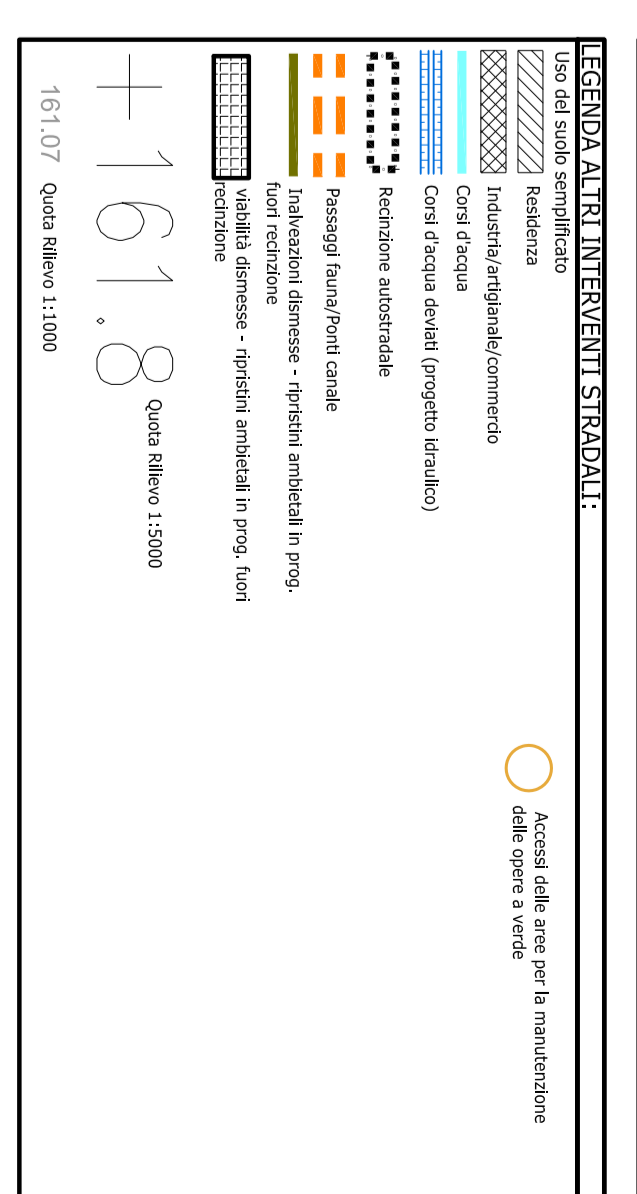 LEGENDA ALTRI INTERVENTI STRADALI:
Uso del suolo semplificato
Residenza
Industria/artigianale/commercio
Corsi d'acqua
Corsi d'acqua deviati (progetto idraulico)
Recinzione autostradale
Passaggi fauna/Ponti canale
Inalveazioni dismesse - ripristini ambietali in prog.
fuori recinzione
viabilità dismesse - ripristini ambietali in prog. fuori
recinzione
+161.8 Quota Rilievo 1:5000
161.07 Quota Rilievo 1:1000
Accessi delle aree per la manutenzione
delle opere a verde